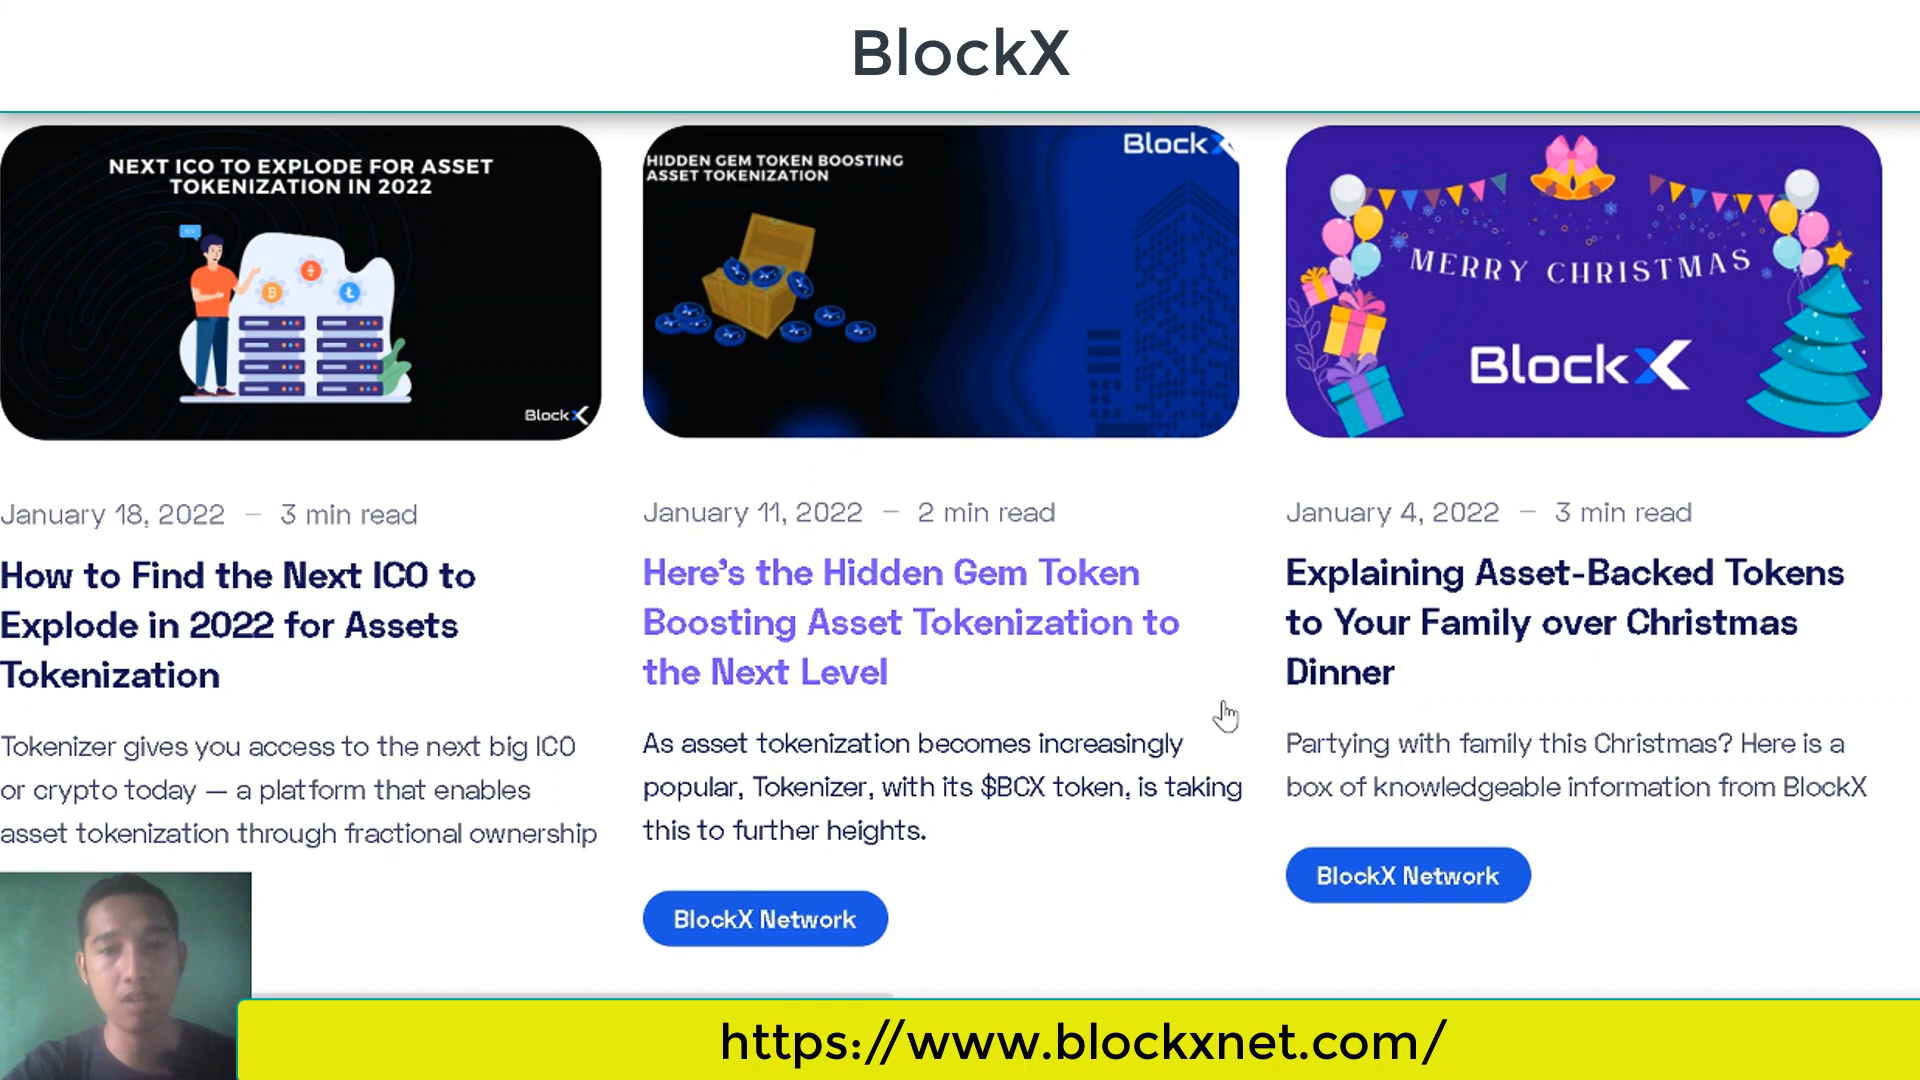 BlockX
NEXT ICO TO EXPLODE FOR ASSET
TOKENIZATION IN 2022
BlockX
HIDDEN GEM TOKEN BOOSTING
ASSET TOKENIZATION
BlockX
MERRY CHRISTMAS
BlockX
January 18, 2022 — 3 min read
How to Find the Next ICO to
Explode in 2022 for Assets
Tokenization
Tokenizer gives you access to the next big ICO
or crypto today — a platform that enables
asset tokenization through fractional ownership
January 11, 2022 — 2 min read
Here's the Hidden Gem Token
Boosting Asset Tokenization to
the Next Level
As asset tokenization becomes increasingly
popular, Tokenizer, with its $BCX token, is taking
this to further heights.
BlockX Network
January 4, 2022 — 3 min read
Explaining Asset-Backed Tokens
to Your Family over Christmas
Dinner
Partying with family this Christmas? Here is a
box of knowledgeable information from BlockX
BlockX Network
https://www.blockxnet.com/